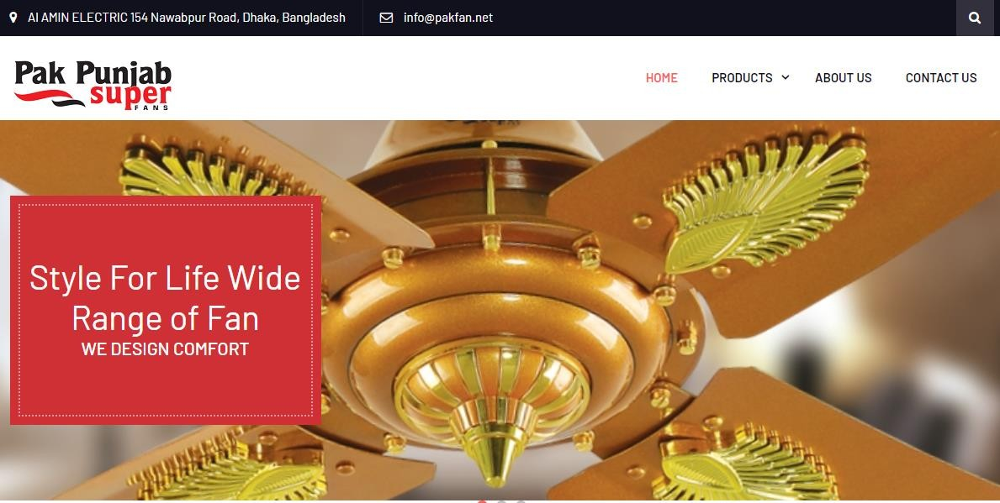 AI AMIN ELECTRIC 154 Nawabpur Road, Dhaka, Bangladesh
info@pakfan.net
Pak Punjab
super
FANS
HOME
PRODUCTS
ABOUT US
CONTACT US
Style For Life Wide
Range of Fan
WE DESIGN COMFORT